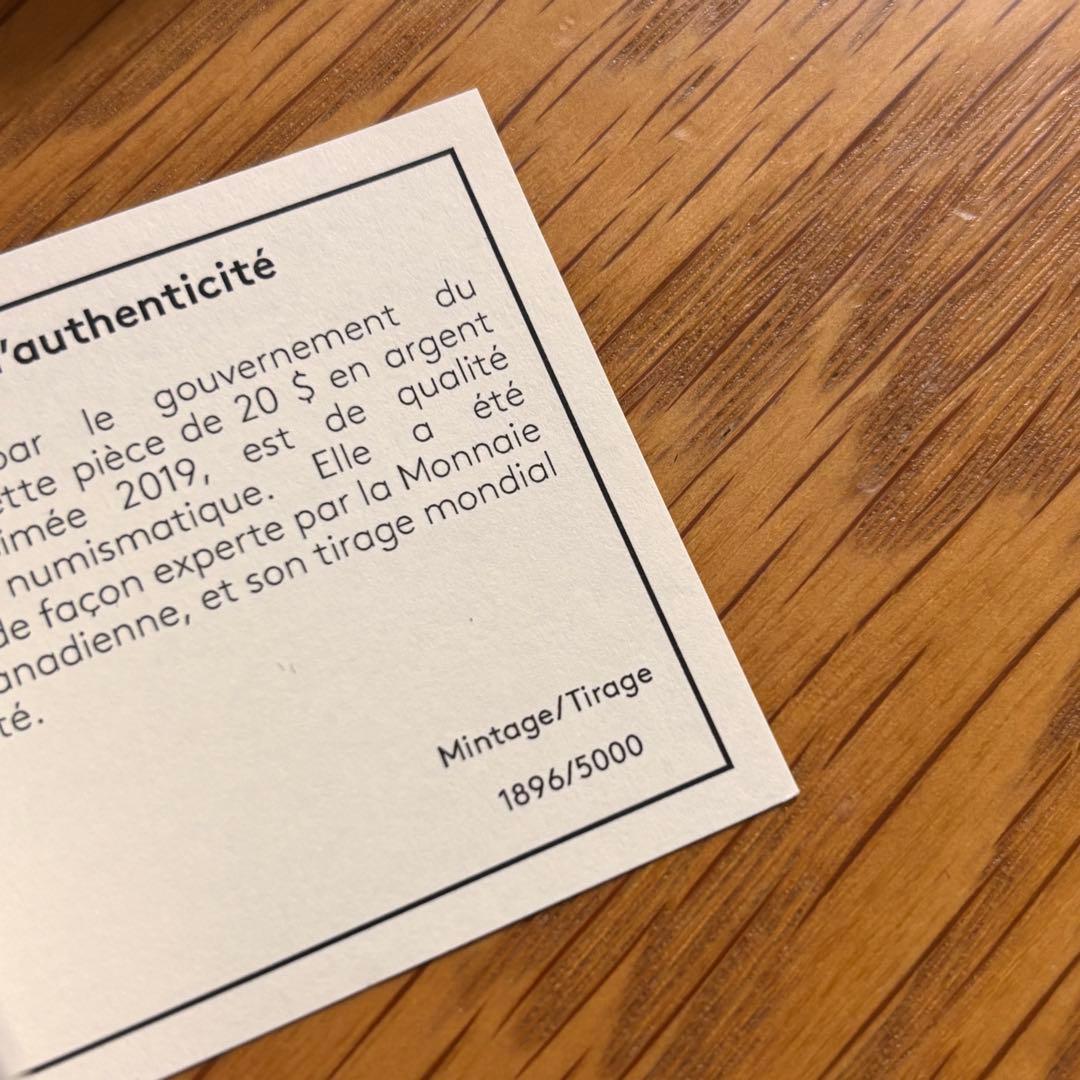 l'authenticité
par le gouvernement du
ette pièce de 20 $ en argent
imée 2019, est de qualité
numismatique. Elle a été
de façon experte par la Monnaie
anadienne, et son tirage mondial
té.
Mintage/Tirage
1896/5000